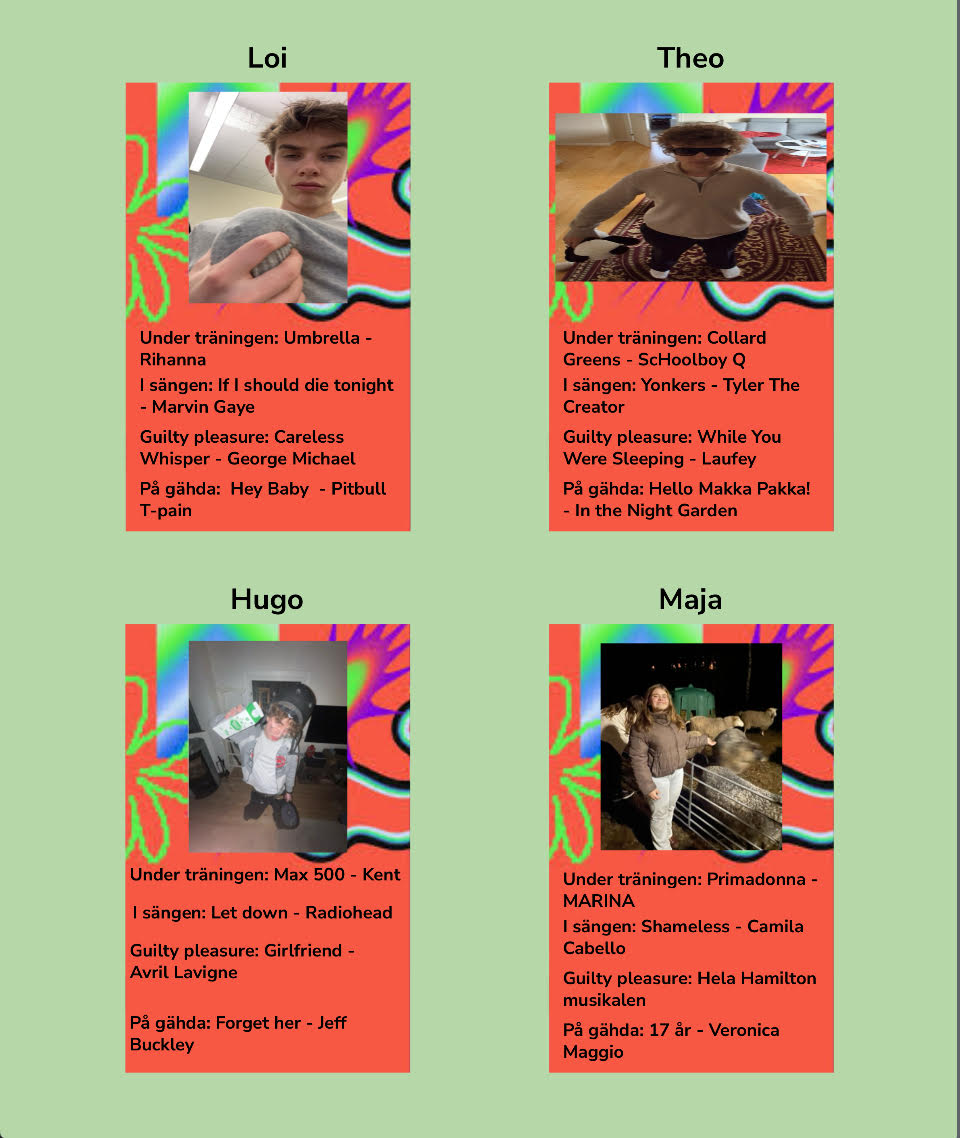 Loi
Under träningen: Umbrella -
Rihanna
I sängen: If I should die tonight
- Marvin Gaye
Guilty pleasure: Careless
Whisper - George Michael
På gähda:  Hey Baby  - Pitbull
T-pain
Theo
Under träningen: Collard
Greens - ScHoolboy Q
I sängen: Yonkers - Tyler The
Creator
Guilty pleasure: While You
Were Sleeping - Laufey
På gähda: Hello Makka Pakka!
- In the Night Garden
Hugo
Under träningen: Max 500 - Kent
I sängen: Let down - Radiohead
Guilty pleasure: Girlfriend -
Avril Lavigne
På gähda: Forget her - Jeff
Buckley
Maja
Under träningen: Primadonna -
MARINA
I sängen: Shameless - Camila
Cabello
Guilty pleasure: Hela Hamilton
musikalen
På gähda: 17 år - Veronica
Maggio